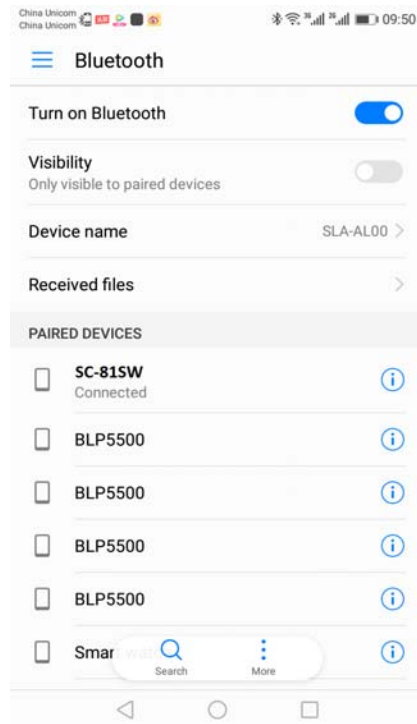 China Unicom
China Unicom
09:50
Bluetooth
Turn on Bluetooth
Visibility
Only visible to paired devices
Device name SLA-AL00
Received files
PAIRED DEVICES
SC-81SW
Connected
BLP5500
BLP5500
BLP5500
BLP5500
Smart
Search More